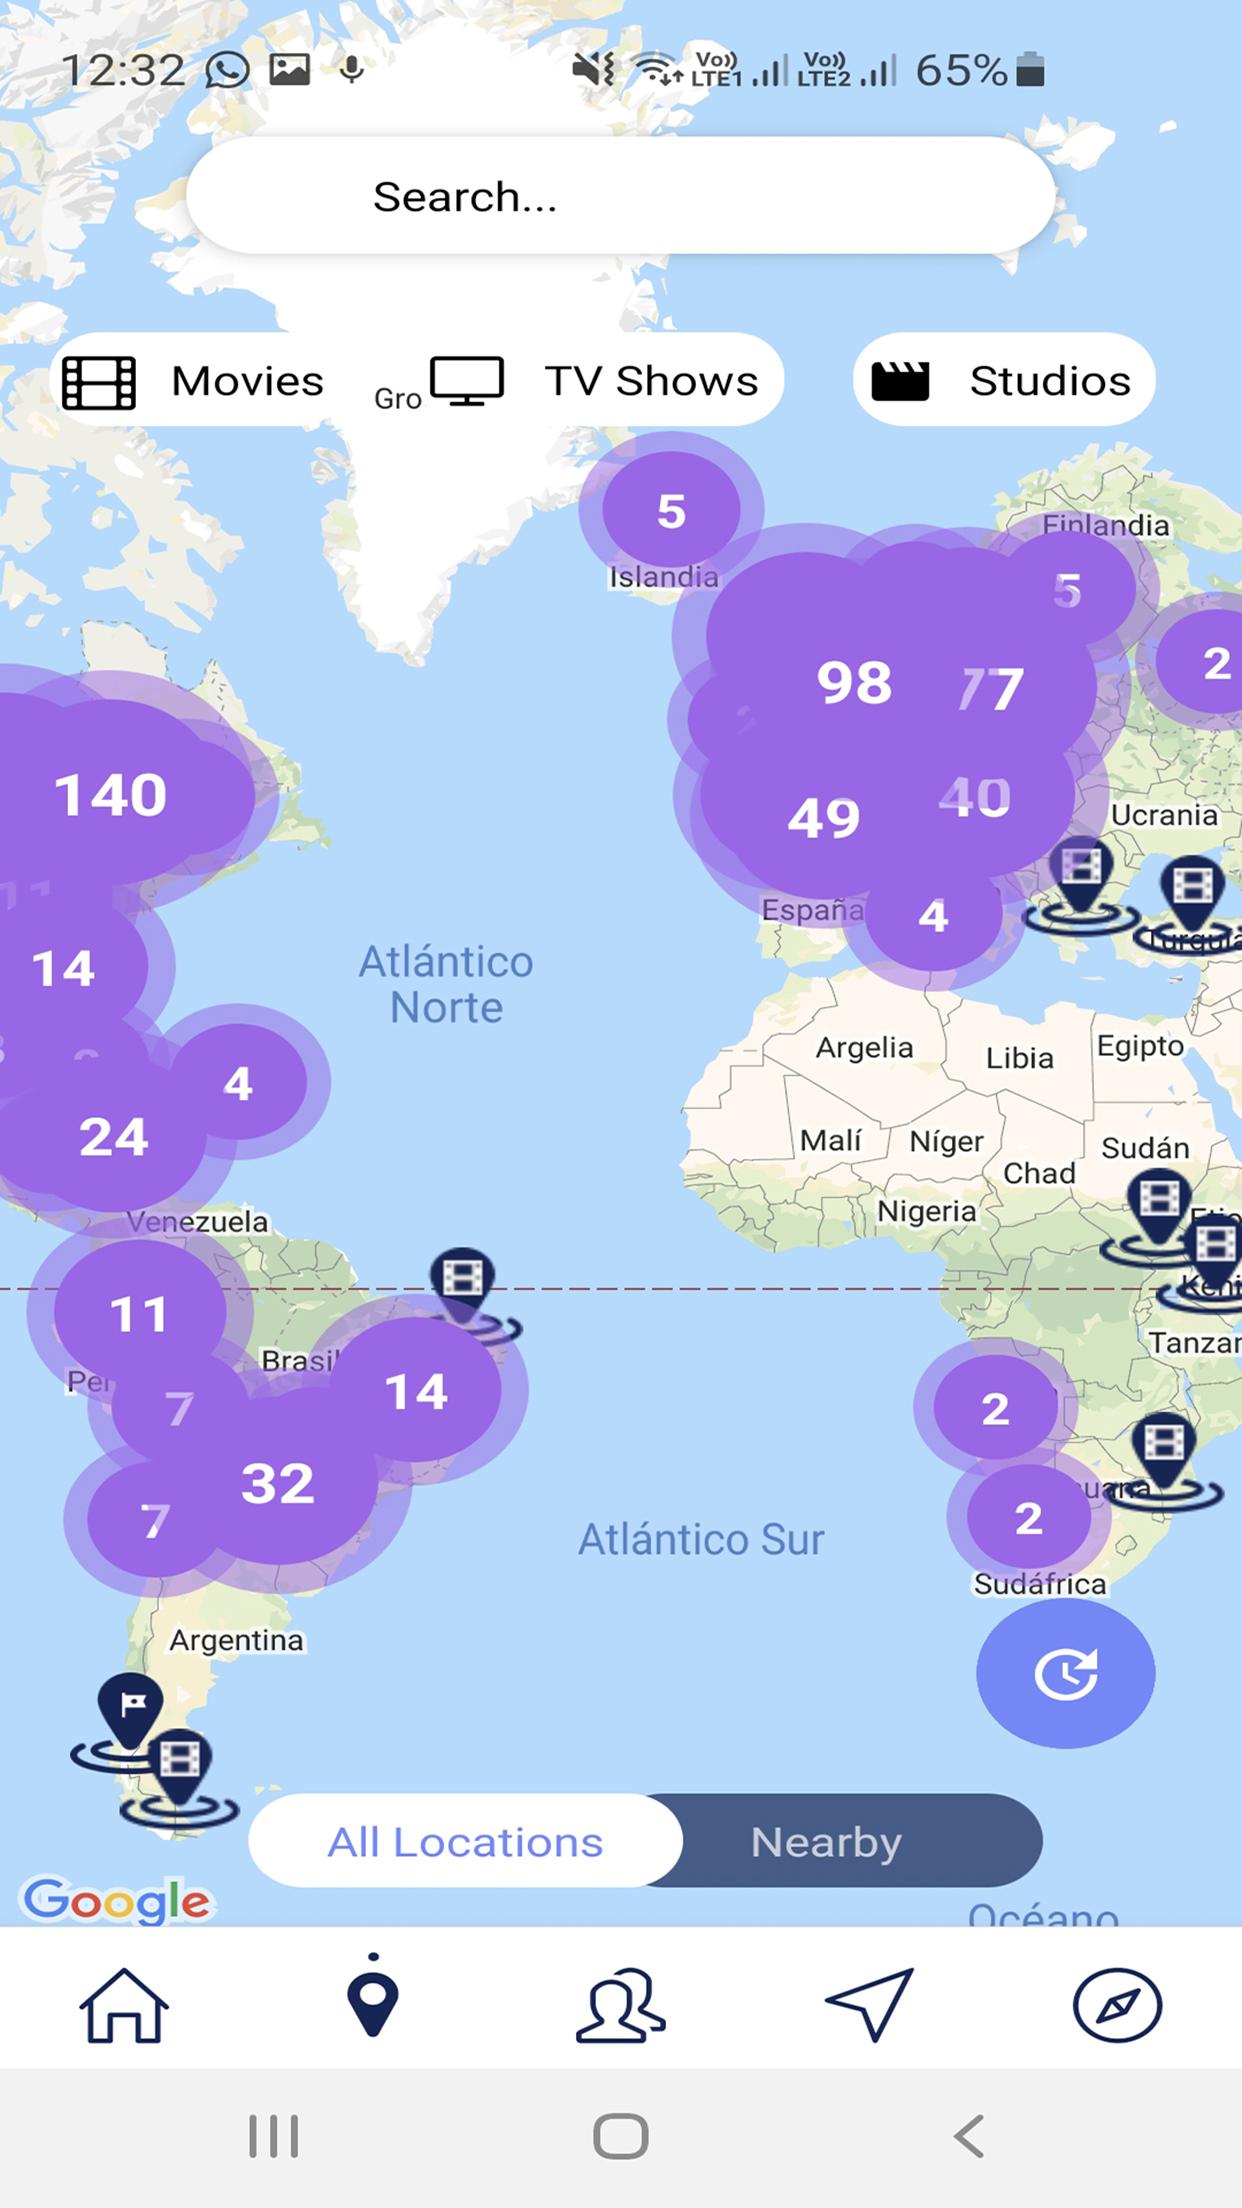 12:32 Vo)) LTE1 Vo)) LTE2 65%
Search...
Movies
Gro
TV Shows
Studios
5
Islandia
Finlandia
5
2
98
77
140
49
40
Ucrania
España
4
Turquía
14
Atlántico
Norte
4
24
Argelia
Libia
Egipto
Malí
Níger
Sudán
Chad
Nigeria
Venezuela
11
Brasil
Tanzan
14
7
2
32
7
2
uana
Atlántico Sur
Sudáfrica
Argentina
All Locations
Nearby
Google
Océano